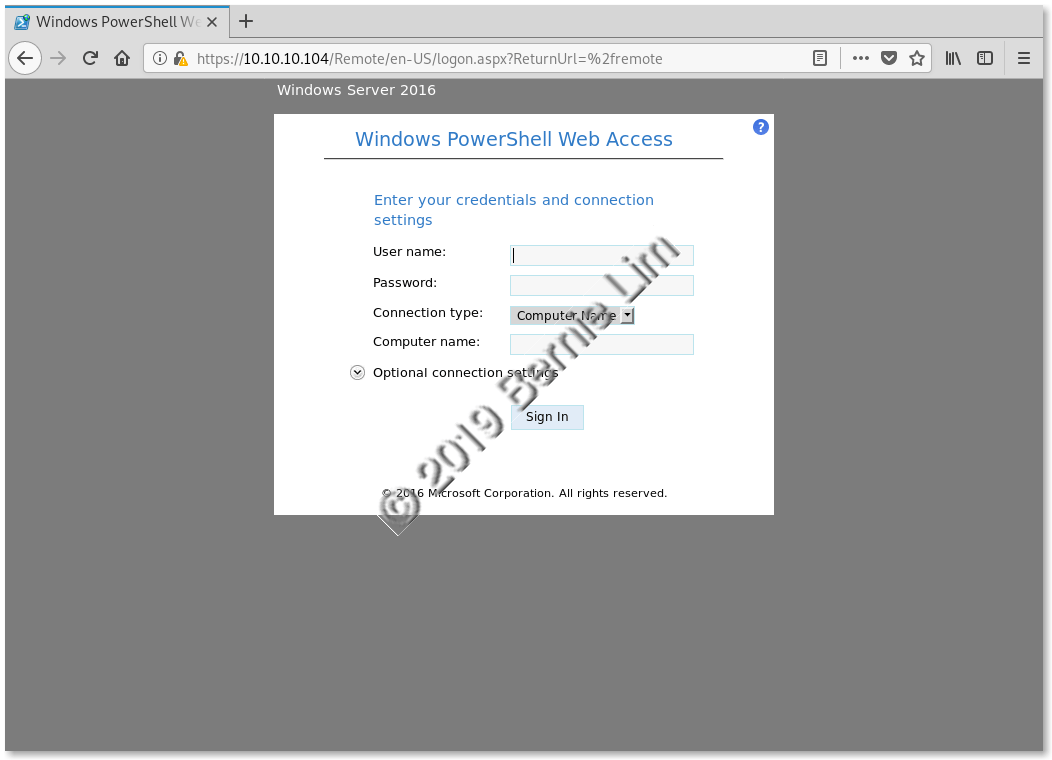 Windows PowerShell We
https://10.10.10.104/Remote/en-US/logon.aspx?ReturnUrl=%2fremote
Windows Server 2016
?
Windows PowerShell Web Access
Enter your credentials and connection
settings
User name:
Password:
Connection type: Computer Name
Computer name:
Optional connection settings
Sign In
© 2016 Microsoft Corporation. All rights reserved.
© 2019 Bernie Lim